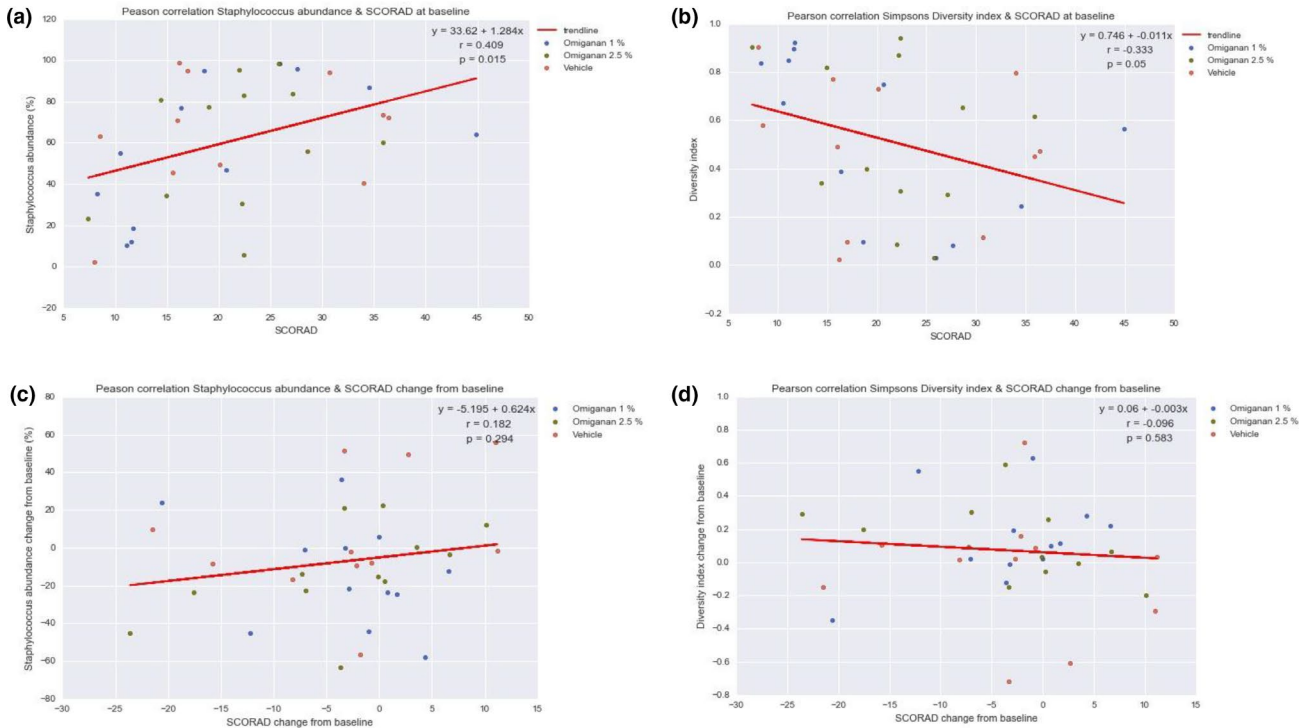 (a)
Peason correlation Staphylococcus abundance & SCORAD at baseline
y = 33.62 + 1.284x
r = 0.409
p = 0.015
trendline
Omiganan 1 %
Omiganan 2.5 %
Vehicle
Staphylococcus abundance (%)
120
100
80
60
40
20
0
−20
5 10 15 20 25 30 35 40 45 50
SCORAD
(b)
Pearson correlation Simpsons Diversity index & SCORAD at baseline
y = 0.746 + -0.011x
r = -0.333
p = 0.05
trendline
Omiganan 1 %
Omiganan 2.5 %
Vehicle
Diversity index
1.0
0.8
0.6
0.4
0.2
0.0
−0.2
5 10 15 20 25 30 35 40 45 50
SCORAD
(c)
Peason correlation Staphylococcus abundance & SCORAD change from baseline
y = -5.195 + 0.624x
r = 0.182
p = 0.294
Omiganan 1 %
Omiganan 2.5 %
Vehicle
Staphylococcus abundance change from baseline (%)
80
60
40
20
0
−20
−40
−60
−80
−30 −25 −20 −15 −10 −5 0 5 10 15
SCORAD change from baseline
(d)
Pearson correlation Simpsons Diversity index & SCORAD change from baseline
y = 0.06 + -0.003x
r = -0.096
p = 0.583
Omiganan 1 %
Omiganan 2.5 %
Vehicle
Diversity index change from baseline
1.0
0.8
0.6
0.4
0.2
0.0
−0.2
−0.4
−0.6
−0.8
−30 −25 −20 −15 −10 −5 0 5 10 15
SCORAD change from baseline